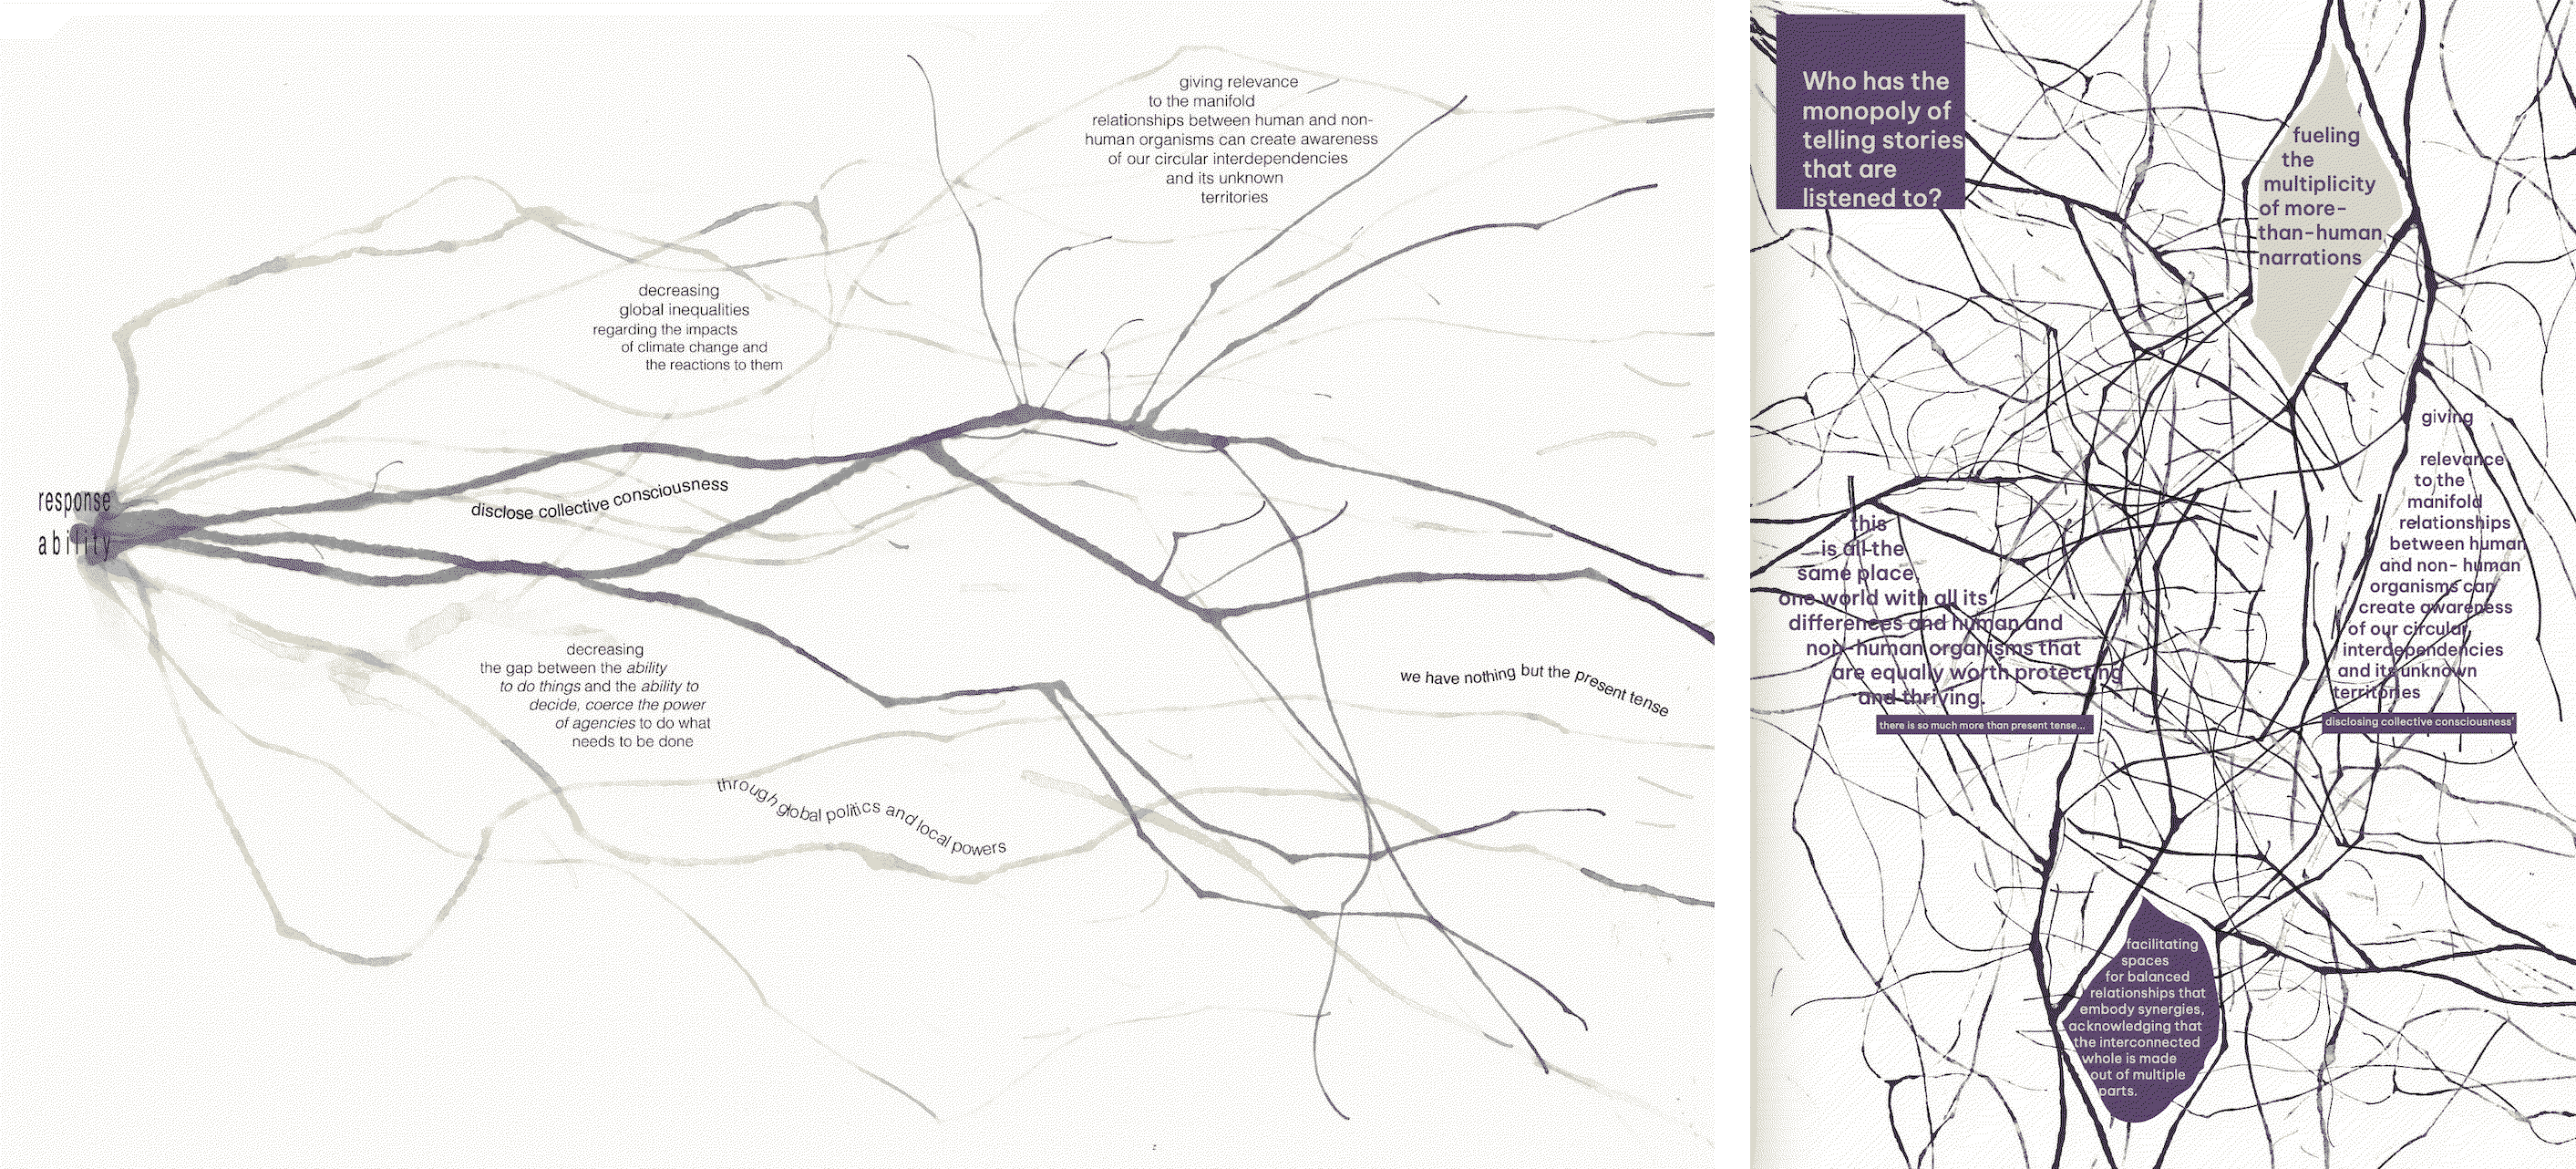 response
ability
giving relevance
to the manifold
relationships between human and non-
human organisms can create awareness
of our circular interdependencies
and its unknown
territories
decreasing
global inequalities
regarding the impacts
of climate change and
the reactions to them
disclose collective consciousness
decreasing
the gap between the ability
to do things and the ability to
decide, coerce the power
of agencies to do what
needs to be done
through global politics and local powers
we have nothing but the present tense
Who has the
monopoly of
telling stories
that are
listened to?
fueling
the
multiplicity
of more-
than-human
narrations
this
is all the
same place,
one world with all its
differences and human and
non-human organisms that
are equally worth protecting
and thriving.
there is so much more than present tense...
giving
relevance
to the
manifold
relationships
between human
and non- human
organisms can
create awareness
of our circular
interdependencies
and its unknown
territories
disclosing collective consciousness'
facilitating
spaces
for balanced
relationships that
embody synergies,
acknowledging that
the interconnected
whole is made
out of multiple
parts.